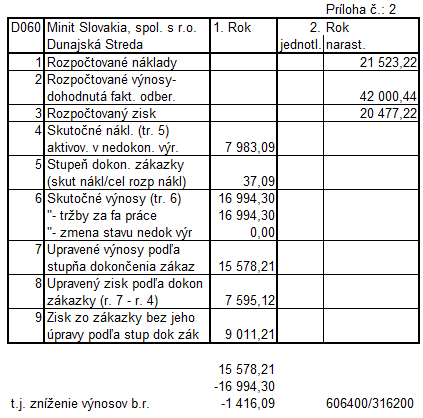 Príloha č.: 2
D060 Minit Slovakia, spol. s r.o. 1. Rok 2. Rok
Dunajská Streda jednotl. narast.
1 Rozpočtované náklady 21 523,22
2 Rozpočtované výnosy-
dohodnutá fakt. odber. 42 000,44
3 Rozpočtovaný zisk 20 477,22
4 Skutočné nákl. (tr. 5)
aktivov. v nedokon. výr. 7 983,09
5 Stupeň dokon. zákazky
(skut nákl/cel rozp nákl) 37,09
6 Skutočné výnosy (tr. 6) 16 994,30
"- tržby za fa práce 16 994,30
"- zmena stavu nedok výr 0,00
7 Upravené výnosy podľa
stupňa dokončenia zákaz 15 578,21
8 Upravený zisk podľa dokon
zákazky (r. 7 - r. 4) 7 595,12
9 Zisk zo zákazky bez jeho
úpravy podľa stup dok zák 9 011,21
15 578,21
-16 994,30
t.j. zníženie výnosov b.r. -1 416,09 606400/316200